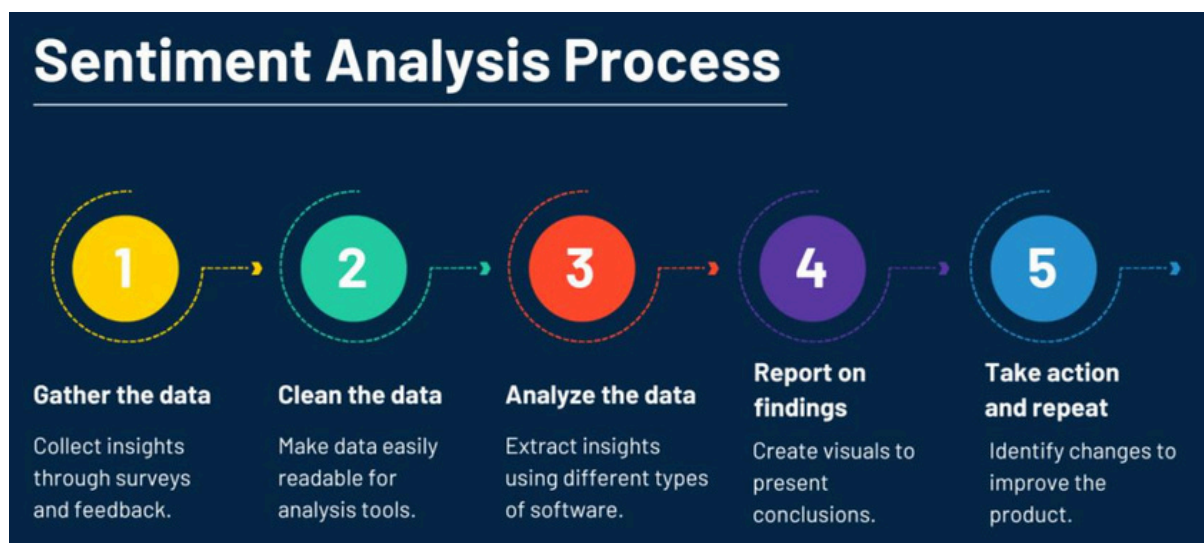 Sentiment Analysis Process
1
Gather the data
Collect insights
through surveys
and feedback.
2
Clean the data
Make data easily
readable for
analysis tools.
3
Analyze the data
Extract insights
using different types
of software.
4
Report on
findings
Create visuals to
present
conclusions.
5
Take action
and repeat
Identify changes to
improve the
product.